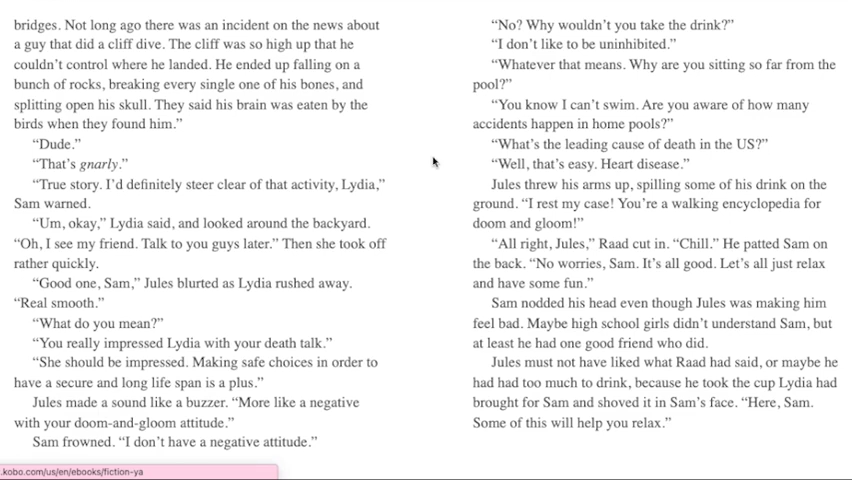 bridges. Not long ago there was an incident on the news about
a guy that did a cliff dive. The cliff was so high up that he
couldn’t control where he landed. He ended up falling on a
bunch of rocks, breaking every single one of his bones, and
splitting open his skull. They said his brain was eaten by the
birds when they found him.”
“Dude.”
“That’s gnarly.”
“True story. I’d definitely steer clear of that activity, Lydia,”
Sam warned.
“Um, okay,” Lydia said, and looked around the backyard.
“Oh, I see my friend. Talk to you guys later.” Then she took off
rather quickly.
“Good one, Sam,” Jules blurted as Lydia rushed away.
“Real smooth.”
“What do you mean?”
“You really impressed Lydia with your death talk.”
“She should be impressed. Making safe choices in order to
have a secure and long life span is a plus.”
Jules made a sound like a buzzer. “More like a negative
with your doom-and-gloom attitude.”
Sam frowned. “I don’t have a negative attitude.”
“No? Why wouldn’t you take the drink?”
“I don’t like to be uninhibited.”
“Whatever that means. Why are you sitting so far from the
pool?”
“You know I can’t swim. Are you aware of how many
accidents happen in home pools?”
“What’s the leading cause of death in the US?”
“Well, that’s easy. Heart disease.”
Jules threw his arms up, spilling some of his drink on the
ground. “I rest my case! You’re a walking encyclopedia for
doom and gloom!”
“All right, Jules,” Raad cut in. “Chill.” He patted Sam on
the back. “No worries, Sam. It’s all good. Let’s all just relax
and have some fun.”
Sam nodded his head even though Jules was making him
feel bad. Maybe high school girls didn’t understand Sam, but
at least he had one good friend who did.
Jules must not have liked what Raad had said, or maybe he
had had too much to drink, because he took the cup Lydia had
brought for Sam and shoved it in Sam’s face. “Here, Sam.
Some of this will help you relax.”
.kobo.com/us/en/ebooks/fiction-ya